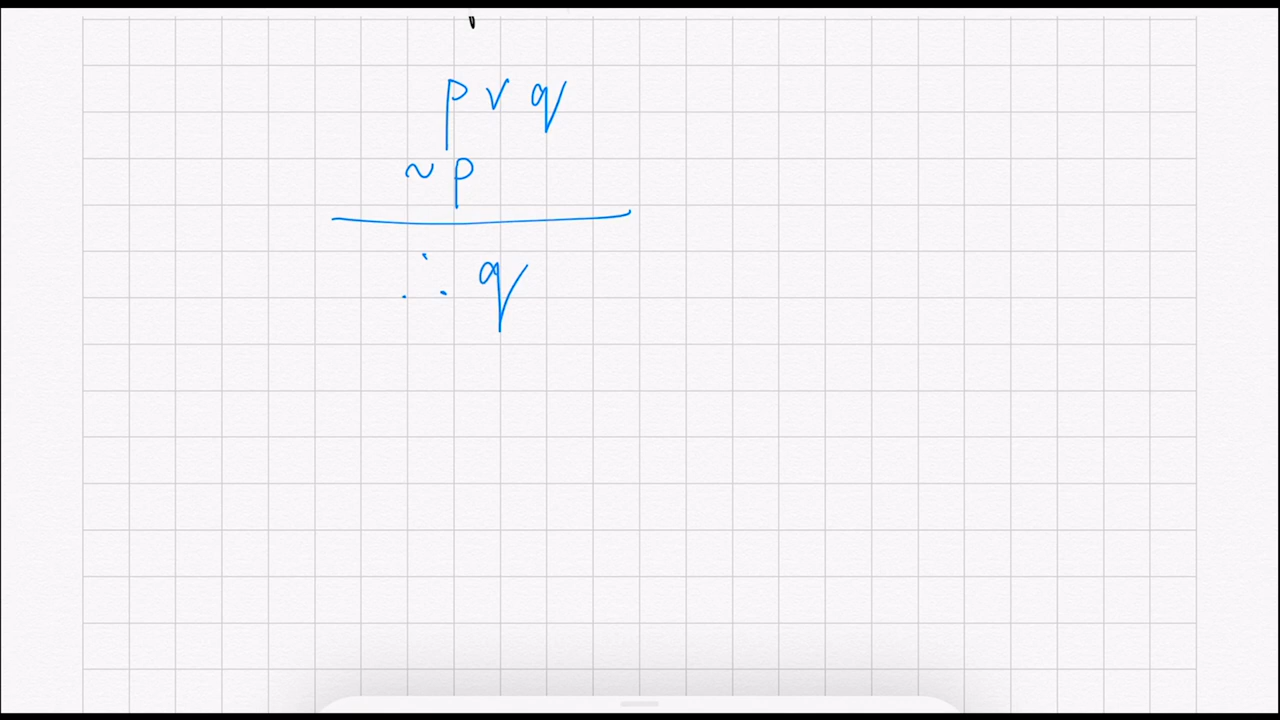 p ∨ q
~ p
∴ q